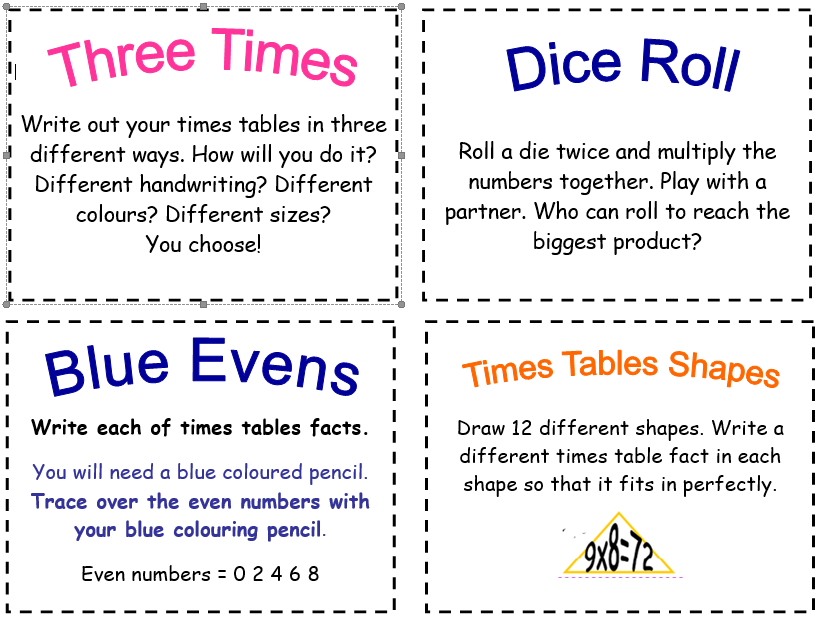 Three Times
Write out your times tables in three
different ways. How will you do it?
Different handwriting? Different
colours? Different sizes?
You choose!
Dice Roll
Roll a die twice and multiply the
numbers together. Play with a
partner. Who can roll to reach the
biggest product?
Blue Evens
Write each of times tables facts.
You will need a blue coloured pencil.
Trace over the even numbers with
your blue colouring pencil.
Even numbers = 0 2 4 6 8
Times Tables Shapes
Draw 12 different shapes. Write a
different times table fact in each
shape so that it fits in perfectly.
9x8=72